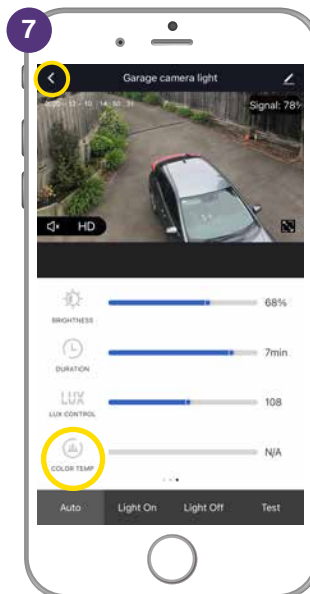 7
Garage camera light
Signal: 78%
HD
68%
BRIGHTNESS
7min
DURATION
LUX
108
LUX CONTROL
N/A
COLOR TEMP
Auto Light On Light Off Test